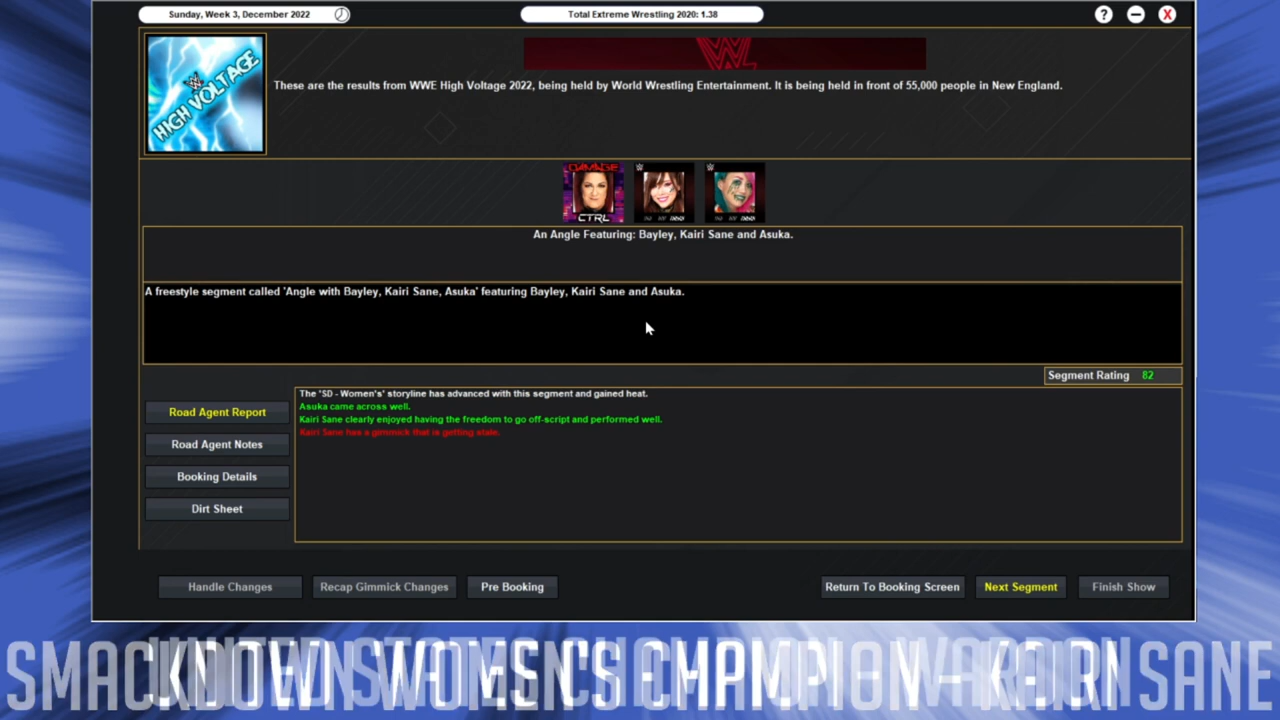 Sunday, Week 3, December 2022
Total Extreme Wrestling 2020: 1.38
?
X
HIGH VOLTAGE
These are the results from WWE High Voltage 2022, being held by World Wrestling Entertainment. It is being held in front of 55,000 people in New England.
DAMAGE
CTRL
An Angle Featuring: Bayley, Kairi Sane and Asuka.
A freestyle segment called 'Angle with Bayley, Kairi Sane, Asuka' featuring Bayley, Kairi Sane and Asuka.
Segment Rating 82
Road Agent Report
Road Agent Notes
Booking Details
Dirt Sheet
The 'SD - Women's' storyline has advanced with this segment and gained heat.
Asuka came across well.
Kairi Sane clearly enjoyed having the freedom to go off-script and performed well.
Kairi Sane has a gimmick that is getting stale.
Handle Changes
Recap Gimmick Changes
Pre Booking
Return To Booking Screen
Next Segment
Finish Show
SMACKDOWN WOMEN'S CHAMPION - KAIRI SANE